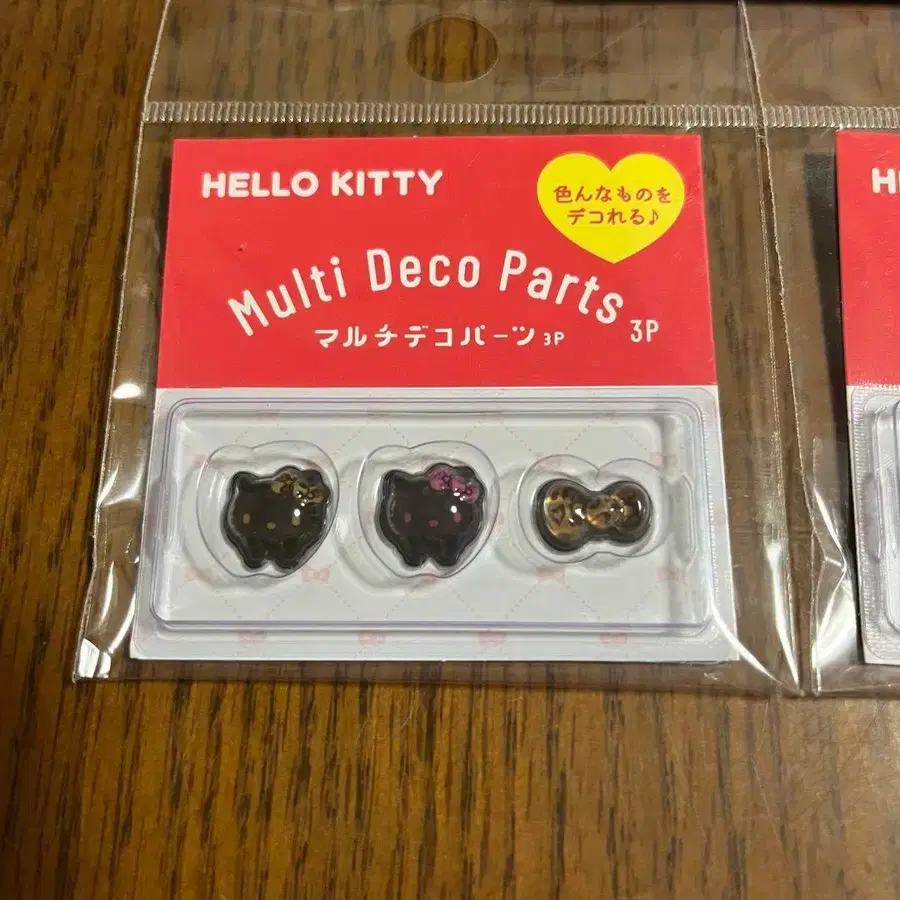 HELLO KITTY
色んなものを
デコれる♪
Multi Deco Parts 3P
マルチデコパーツ 3P
H